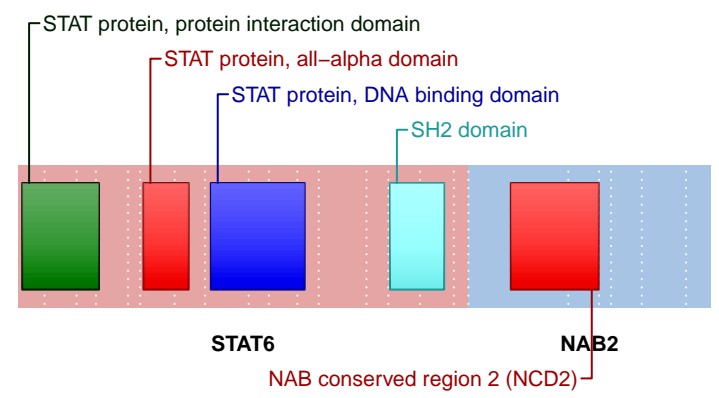 STAT protein, protein interaction domain
STAT protein, all−alpha domain
STAT protein, DNA binding domain
SH2 domain
STAT6
NAB2
NAB conserved region 2 (NCD2)